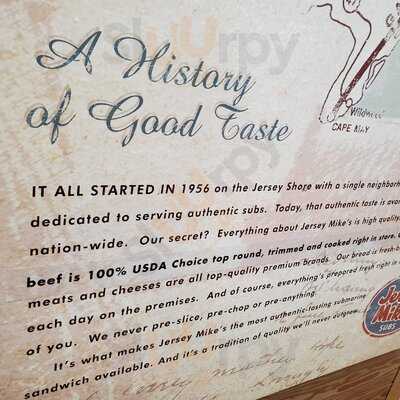 A History
of Good Taste
Wildwood
CAPE MAY
IT ALL STARTED IN 1956 on the Jersey Shore with a single neighborh
dedicated to serving authentic subs. Today, that authentic taste is avai
nation-wide. Our secret? Everything about Jersey Mike's is high quality.
beef is 100% USDA Choice top round, trimmed and cooked right in store.
meats and cheeses are all top-quality premium brands. Our bread is fresh-b
each day on the premises. And of course, everything's prepared fresh right in
of you. We never pre-slice, pre-chop or pre-anything.
It's what makes Jersey Mike's the most authentic-tasting submarine
sandwich available. And it's a tradition of quality we'll never outgrow.
Jer
Mik
SUBS